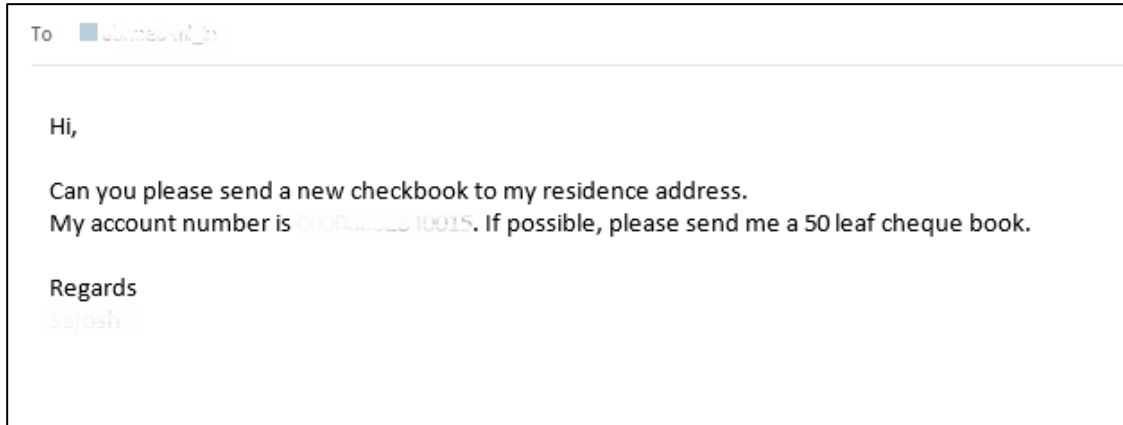 To
Hi,
Can you please send a new checkbook to my residence address.
My account number is . If possible, please send me a 50 leaf cheque book.
Regards
Sajosh